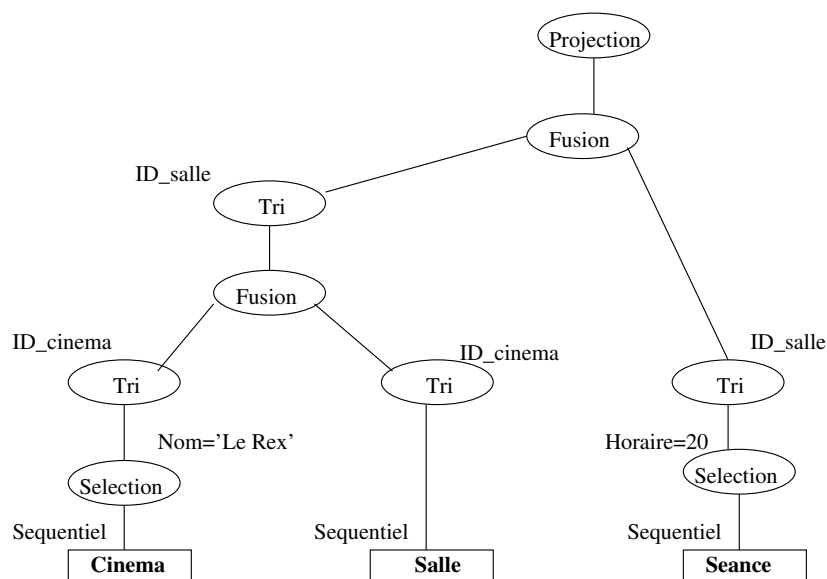 Projection
Fusion
ID_salle
Tri
Fusion
ID_cinema
ID_cinema
ID_salle
Tri
Tri
Tri
Nom='Le Rex'
Horaire=20
Selection
Selection
Sequentiel
Sequentiel
Sequentiel
Cinema
Salle
Seance